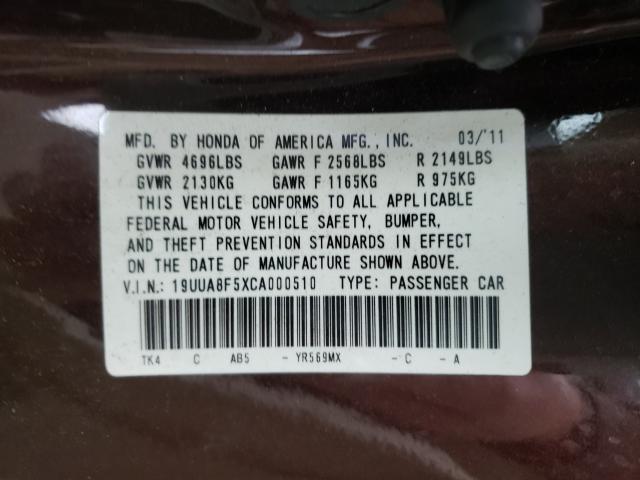 MFD. BY HONDA OF AMERICA MFG., INC. 03/'11
GVWR 4696LBS GAWR F 2568LBS R 2149LBS
GVWR 2130KG GAWR F 1165KG R 975KG
THIS VEHICLE CONFORMS TO ALL APPLICABLE
FEDERAL MOTOR VEHICLE SAFETY, BUMPER,
AND THEFT PREVENTION STANDARDS IN EFFECT
ON THE DATE OF MANUFACTURE SHOWN ABOVE.
V.I.N.: 19UUA8F5XCA000510 TYPE: PASSENGER CAR
TK4 C AB5 - YR569MX - C - A